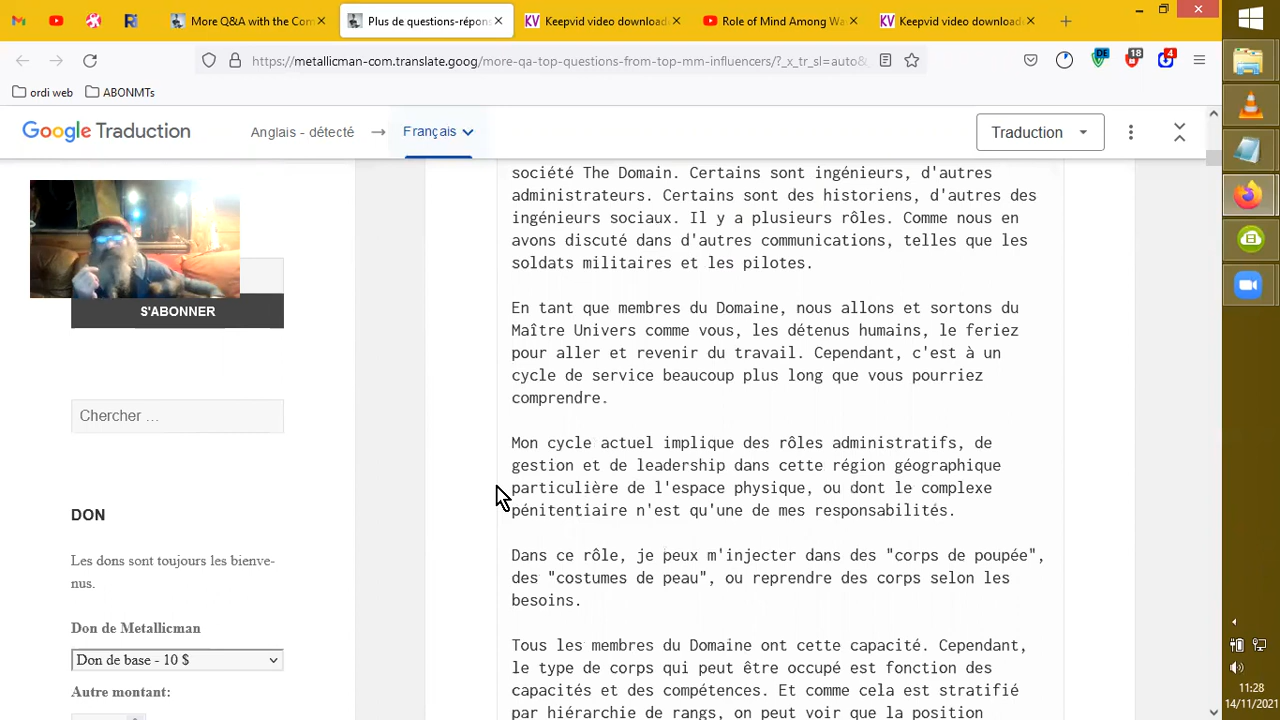 More Q&A with the Com
Plus de questions-répons
Keepvid video download
Role of Mind Among Wa
Keepvid video download
https://metallicman-com.translate.goog/more-qa-with-questions-from-the-mm-influencers/?_x_tr_sl=auto&
DE
18
4
ordi web
ABONMTs
Google Traduction
Anglais - détecté
Français
Traduction
société The Domain. Certains sont ingénieurs, d'autres
administrateurs. Certains sont des historiens, d'autres des
ingénieurs sociaux. Il y a plusieurs rôles. Comme nous en
avons discuté dans d'autres communications, telles que les
soldats militaires et les pilotes.
En tant que membres du Domaine, nous allons et sortons du
Maître Univers comme vous, les détenus humains, le feriez
pour aller et revenir du travail. Cependant, c'est à un
cycle de service beaucoup plus long que vous pourriez
comprendre.
Mon cycle actuel implique des rôles administratifs, de
gestion et de leadership dans cette région géographique
particulière de l'espace physique, ou dont le complexe
pénitentiaire n'est qu'une de mes responsabilités.
Dans ce rôle, je peux m'injecter dans des "corps de poupée",
des "costumes de peau", ou reprendre des corps selon les
besoins.
Tous les membres du Domaine ont cette capacité. Cependant,
le type de corps qui peut être occupé est fonction des
capacités et des compétences. Et comme cela est stratifié
par hiérarchie de rangs, on peut voir que la position
S'ABONNER
Chercher …
DON
Les dons sont toujours les bienve-
nus.
Don de Metallicman
Don de base - 10 $
Autre montant:
11:28
14/11/2021